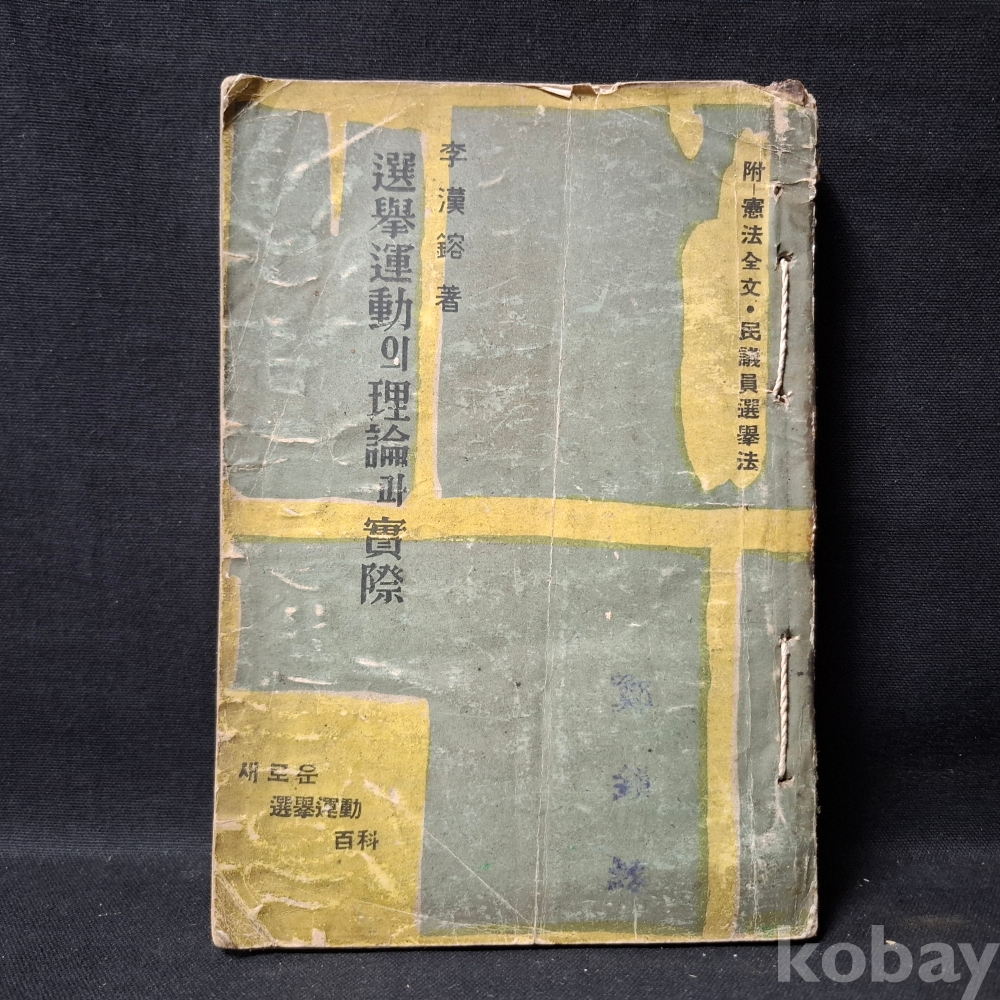 附―憲法全文•民議員選擧法
李漢鎔 著
選擧運動의 理論과 實際
새로운
選擧運動
百科
kobay